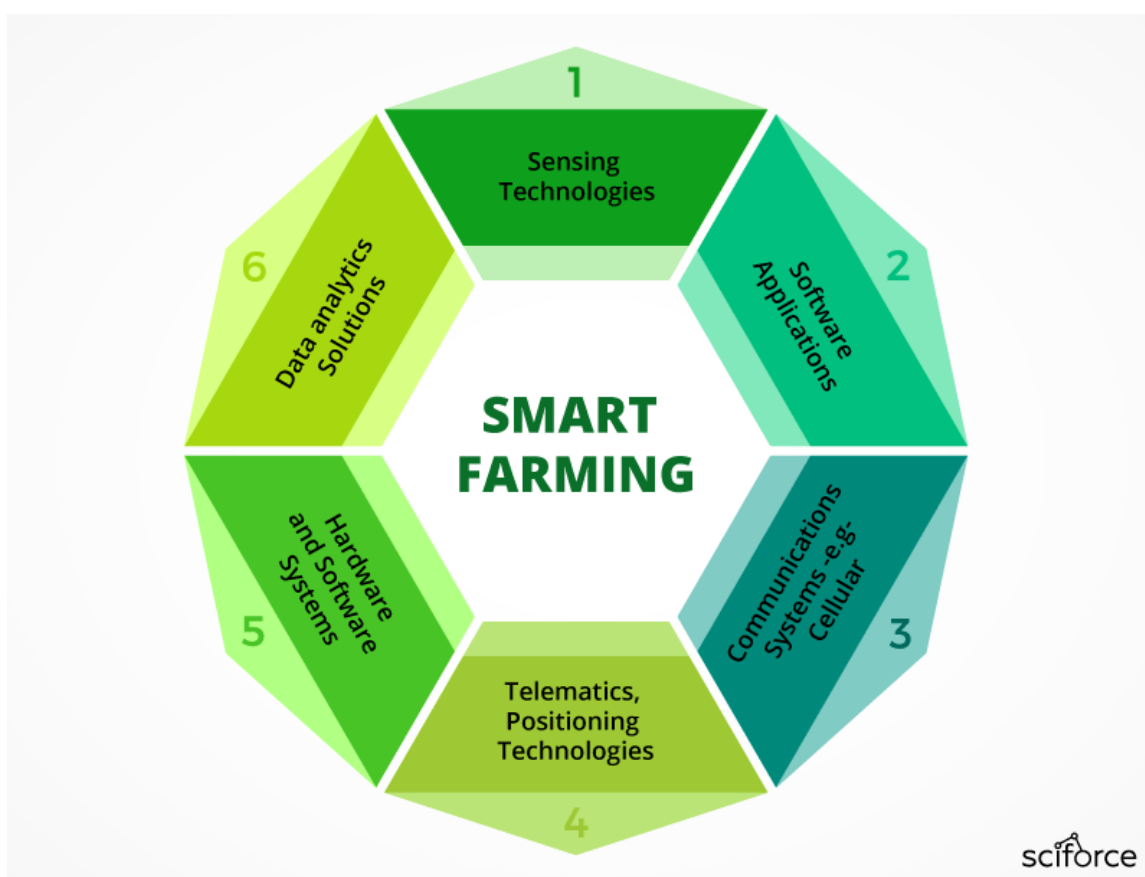 1
Sensing
Technologies
2
Software
Applications
3
Communications
Systems -e.g-
Cellular
4
Telematics,
Positioning
Technologies
5
Hardware
and Software
Systems
6
Data analytics
Solutions
SMART
FARMING
sciforce